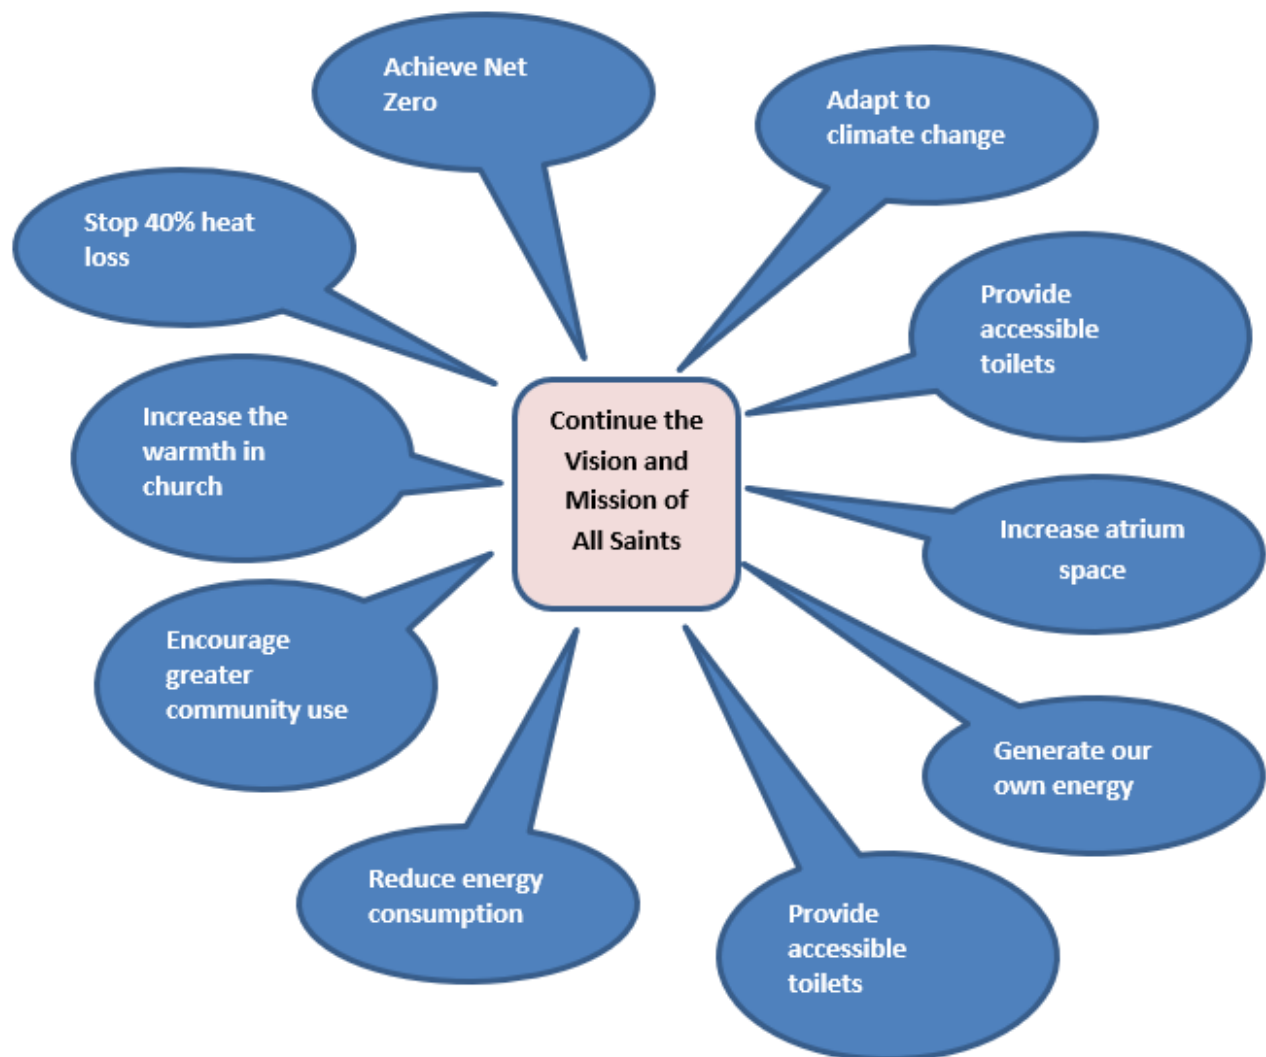 Achieve Net
Zero
Adapt to
climate change
Stop 40% heat
loss
Provide
accessible
toilets
Increase the
warmth in
church
Continue the
Vision and
Mission of
All Saints
Increase atrium
space
Encourage
greater
community use
Generate our
own energy
Reduce energy
consumption
Provide
accessible
toilets